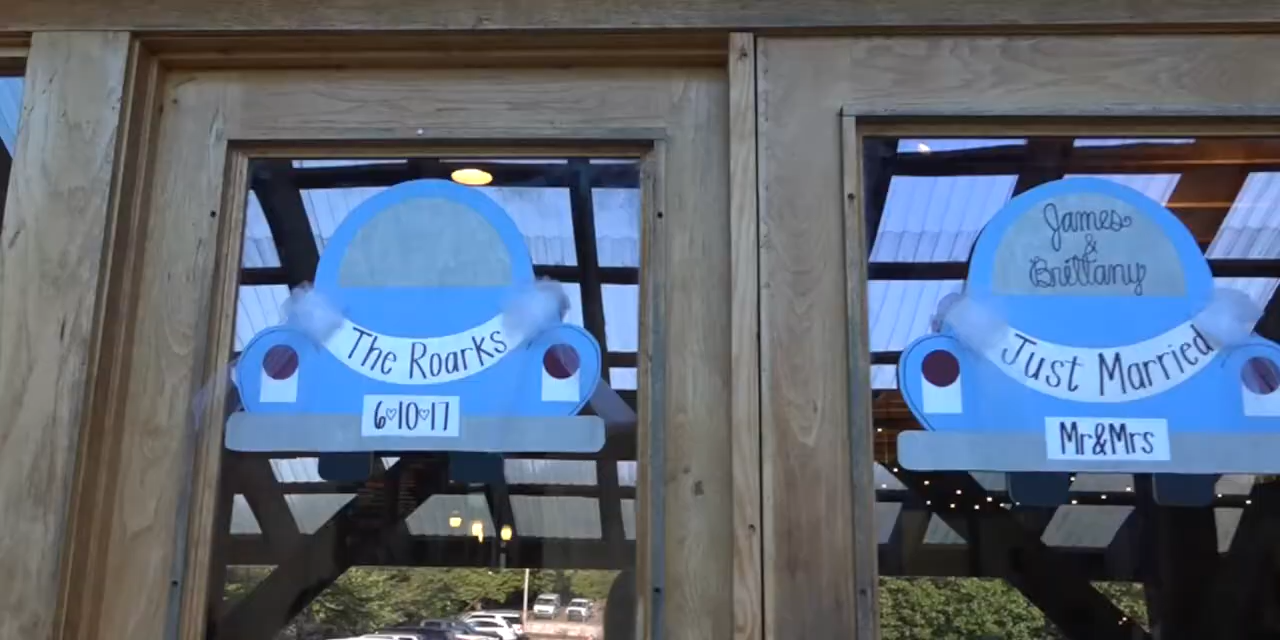 The Roarks
6♡10♡17
James
&
Brittany
Just Married
Mr&Mrs